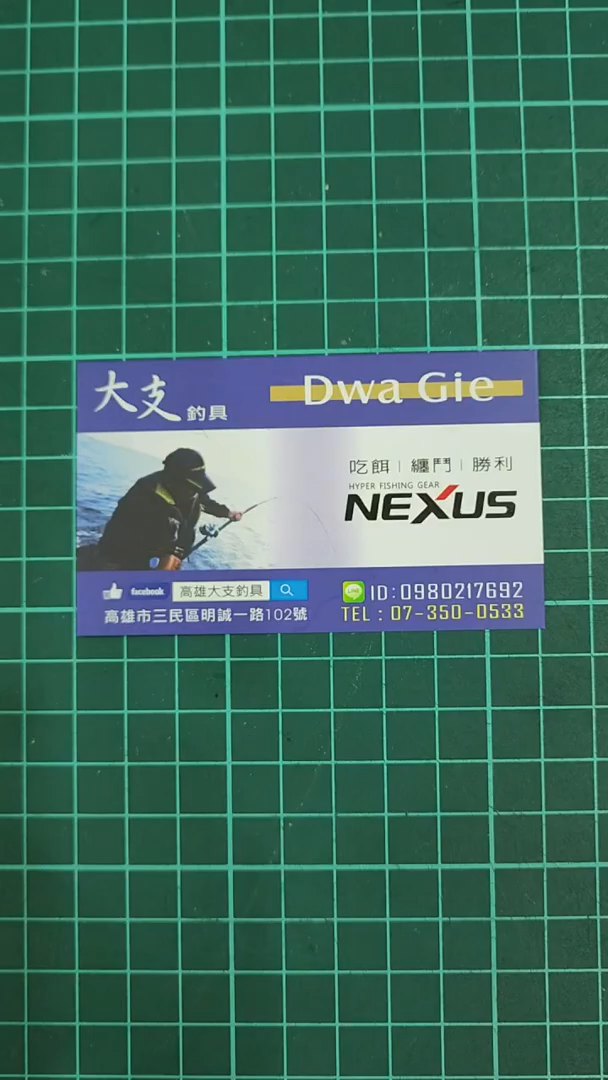 大支釣具
Dwa Gie
吃餌 | 纏鬥 | 勝利
HYPER FISHING GEAR
NEXUS
facebook 高雄大支釣具
LINE ID:0980217692
高雄市三民區明誠一路102號
TEL : 07-350-0533